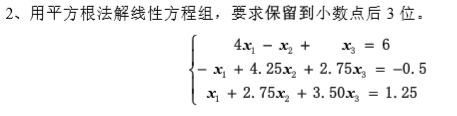 2、用平方根法解线性方程组，要求保留到小数点后 3 位。
4x₁ − x₂ + x₃ = 6
− x₁ + 4.25x₂ + 2.75x₃ = −0.5
x₁ + 2.75x₂ + 3.50x₃ = 1.25